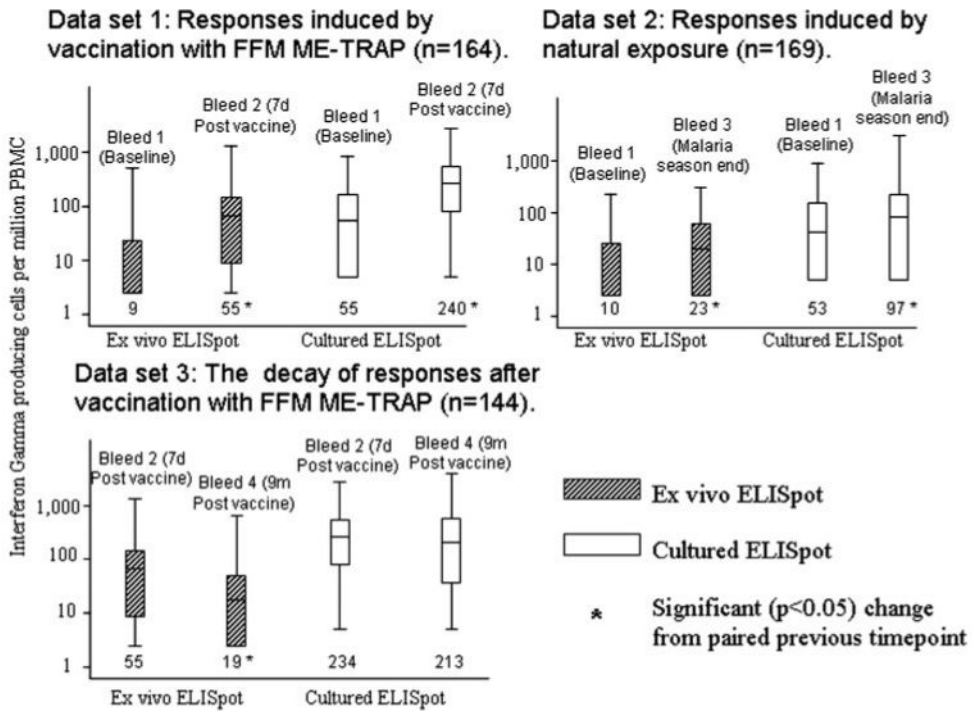 Data set 1: Responses induced by
vaccination with FFM ME-TRAP (n=164).
Interferon Gamma producing cells per million PBMC
Bleed 1
(Baseline)
Bleed 2 (7d
Post vaccine)
Bleed 1
(Baseline)
Bleed 2 (7d
Post vaccine)
1,000
100
10
1
9
55 *
55
240 *
Ex vivo ELISpot
Cultured ELISpot
Data set 2: Responses induced by
natural exposure (n=169).
Bleed 1
(Baseline)
Bleed 3
(Malaria
season end)
Bleed 1
(Baseline)
Bleed 3
(Malaria
season end)
1,000
100
10
1
10
23 *
53
97 *
Ex vivo ELISpot
Cultured ELISpot
Data set 3: The decay of responses after
vaccination with FFM ME-TRAP (n=144).
Bleed 2 (7d
Post vaccine)
Bleed 4 (9m
Post vaccine)
Bleed 2 (7d
Post vaccine)
Bleed 4 (9m
Post vaccine)
1,000
100
10
1
55
19 *
234
213
Ex vivo ELISpot
Cultured ELISpot
Ex vivo ELISpot
Cultured ELISpot
* Significant (p<0.05) change
from paired previous timepoint